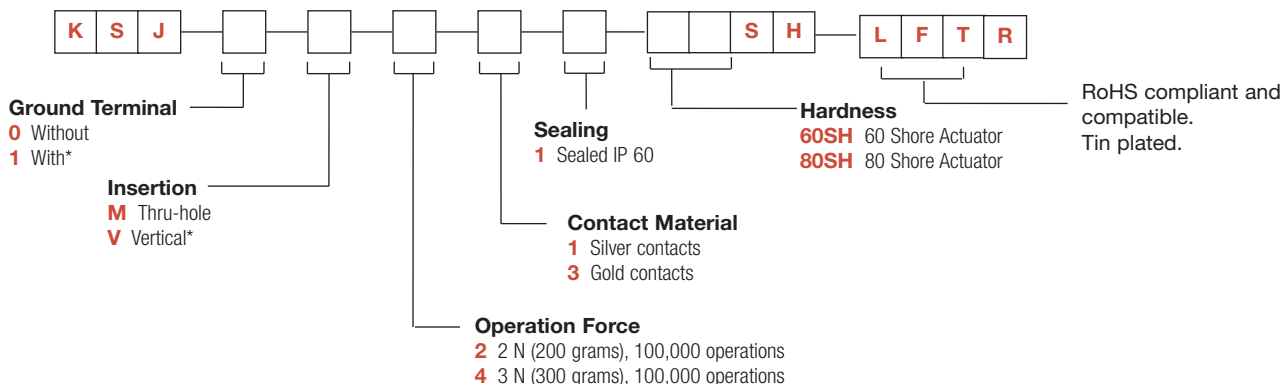 K S J S H L F T R
Ground Terminal
0 Without
1 With*
Insertion
M Thru-hole
V Vertical*
Operation Force
2 2 N (200 grams), 100,000 operations
4 3 N (300 grams), 100,000 operations
Contact Material
1 Silver contacts
3 Gold contacts
Sealing
1 Sealed IP 60
Hardness
60SH 60 Shore Actuator
80SH 80 Shore Actuator
RoHS compliant and
compatible.
Tin plated.